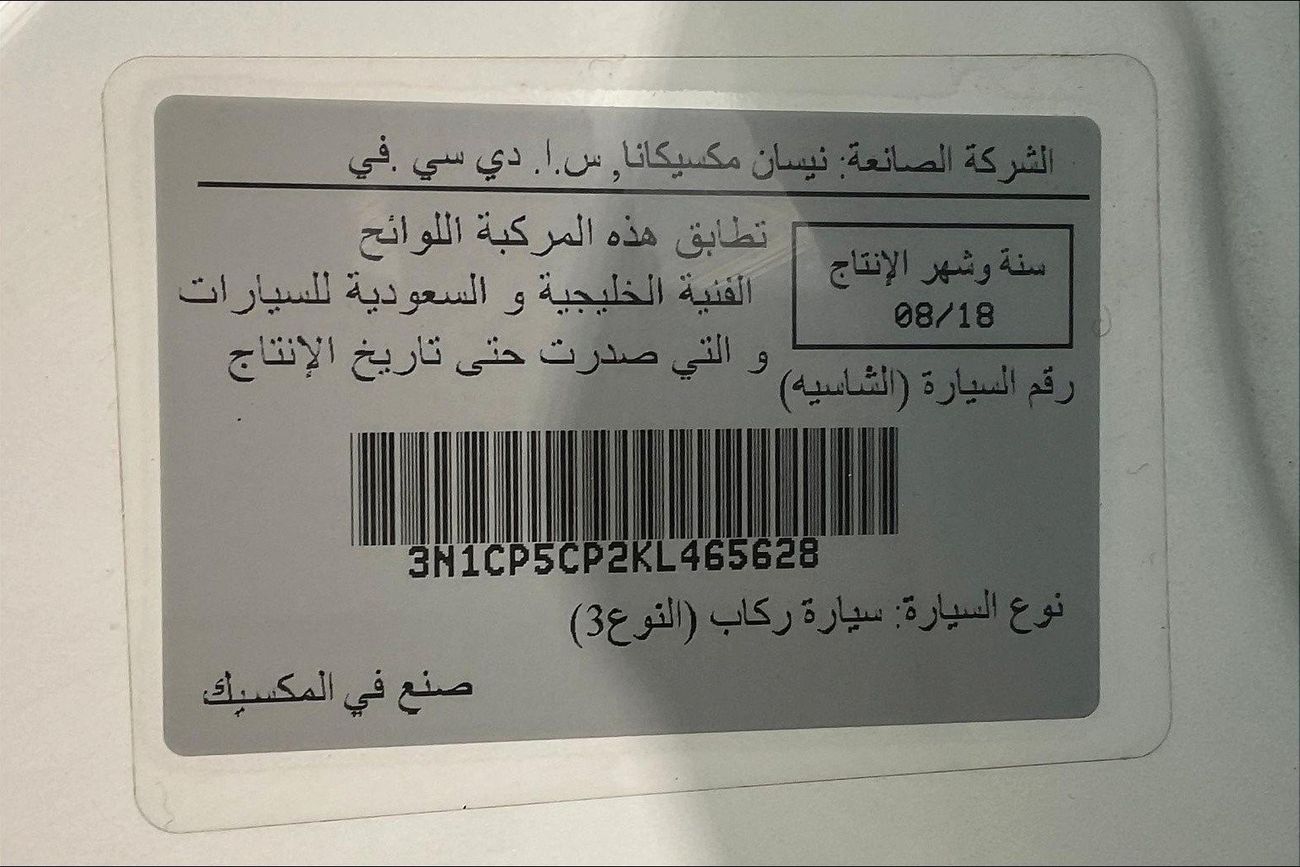 الشركة الصانعة: نيسان مكسيكانا, س.ا. دي سي .في
سنة وشهر الإنتاج
08/18
تطابق هذه المركبة اللوائح
الفنية الخليجية و السعودية للسيارات
و التي صدرت حتى تاريخ الإنتاج
رقم السيارة (الشاسيه)
3N1CP5CP2KL465628
نوع السيارة: سيارة ركاب (النوع3)
صنع في المكسيك